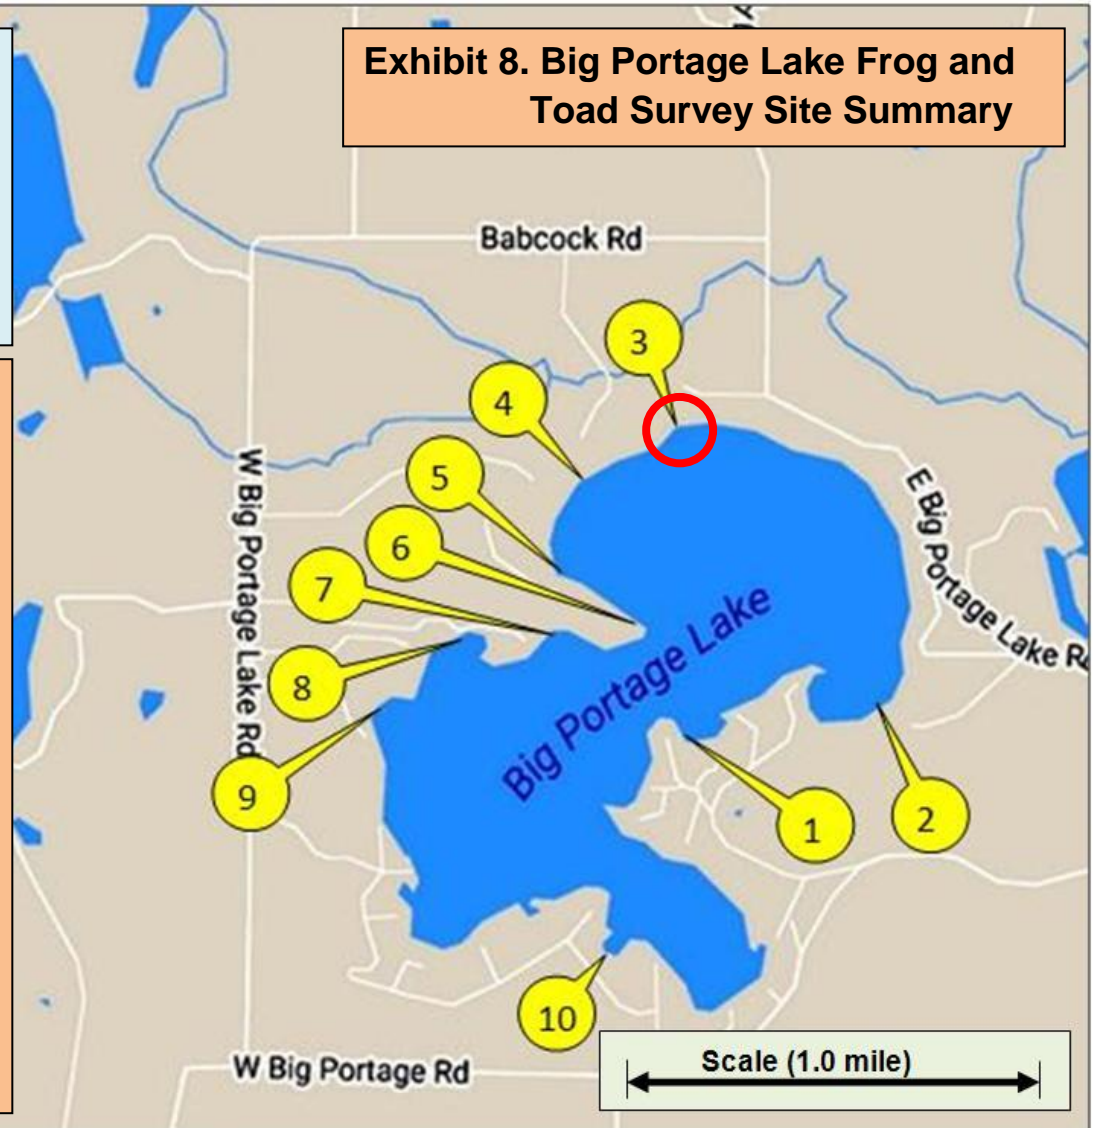 Exhibit 8. Big Portage Lake Frog and
Toad Survey Site Summary
Babcock Rd
3
4
5
6
7
8
9
W Big Portage Lake Rd
E Big Portage Lake
Big Portage Lake
1
2
10
Scale (1.0 mile)
W Big Portage Rd